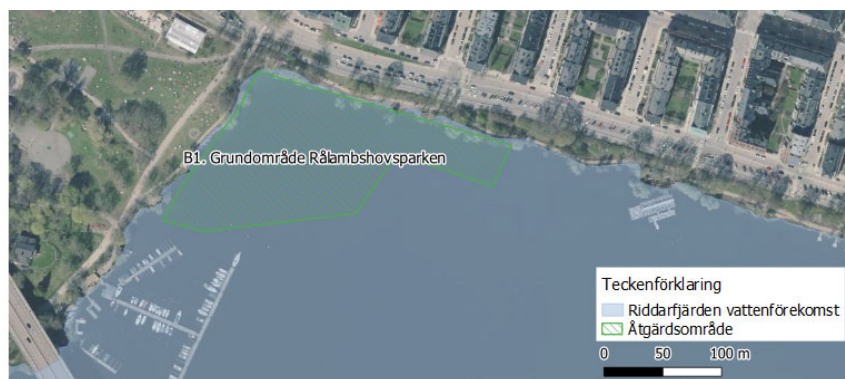 B1. Grundområde Rålambshovsparken
Teckenförklaring
Riddarfjärden vattenförekomst
Åtgärdsområde
0 50 100 m